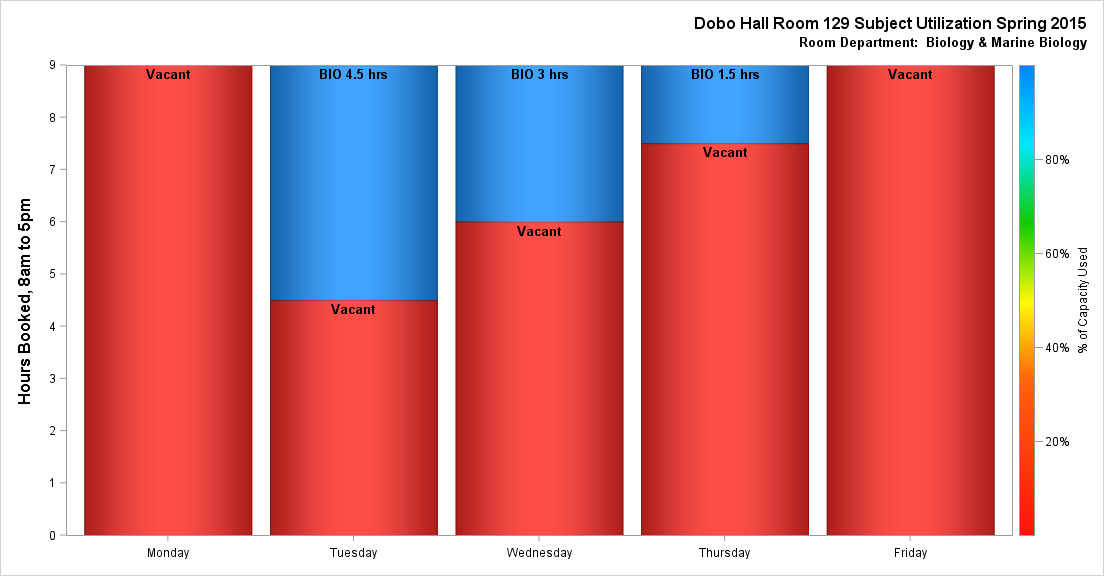 Dobo Hall Room 129 Subject Utilization Spring 2015
Room Department:  Biology & Marine Biology
Hours Booked, 8am to 5pm
9
8
7
6
5
4
3
2
1
0
Vacant
BIO 4.5 hrs
Vacant
BIO 3 hrs
Vacant
BIO 1.5 hrs
Vacant
Vacant
Monday
Tuesday
Wednesday
Thursday
Friday
80%
60%
40%
20%
% of Capacity Used